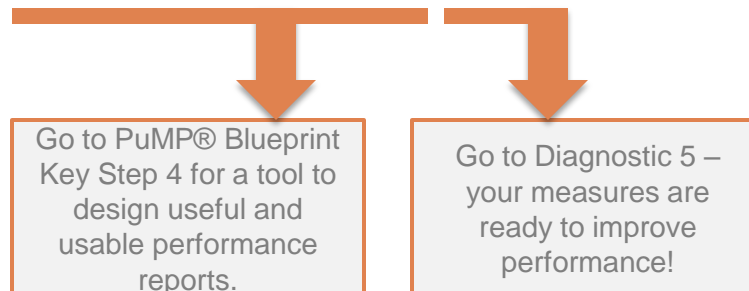 Go to PuMP® Blueprint
Key Step 4 for a tool to
design useful and
usable performance
reports.
Go to Diagnostic 5 –
your measures are
ready to improve
performance!